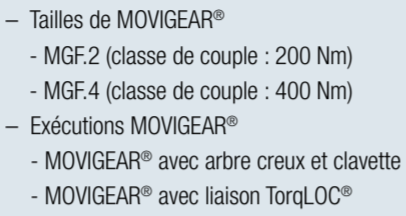 – Tailles de MOVIGEAR®
- MGF.2 (classe de couple : 200 Nm)
- MGF.4 (classe de couple : 400 Nm)
– Exécutions MOVIGEAR®
- MOVIGEAR® avec arbre creux et clavette
- MOVIGEAR® avec liaison TorqLOC®